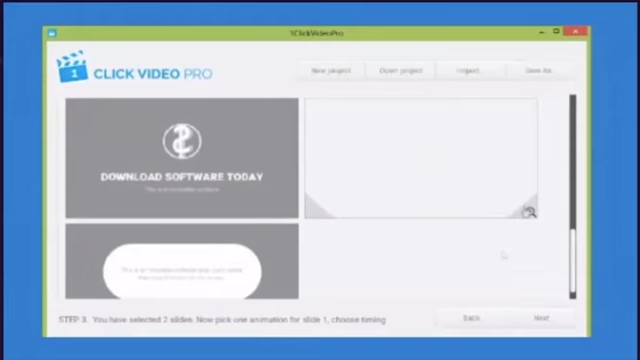 1ClickVideoPro
1 CLICK VIDEO PRO
New project
Open project
Import...
Save As...
DOWNLOAD SOFTWARE TODAY
STEP 3. You have selected 2 slides. Now pick one animation for slide 1, choose timing
Back
Next